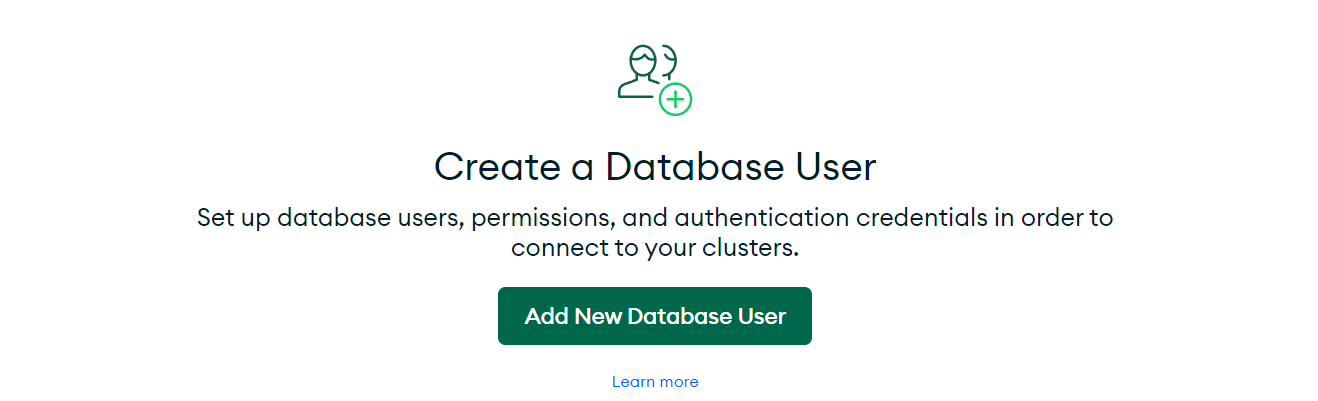 Create a Database User
Set up database users, permissions, and authentication credentials in order to
connect to your clusters.
Add New Database User
Learn more